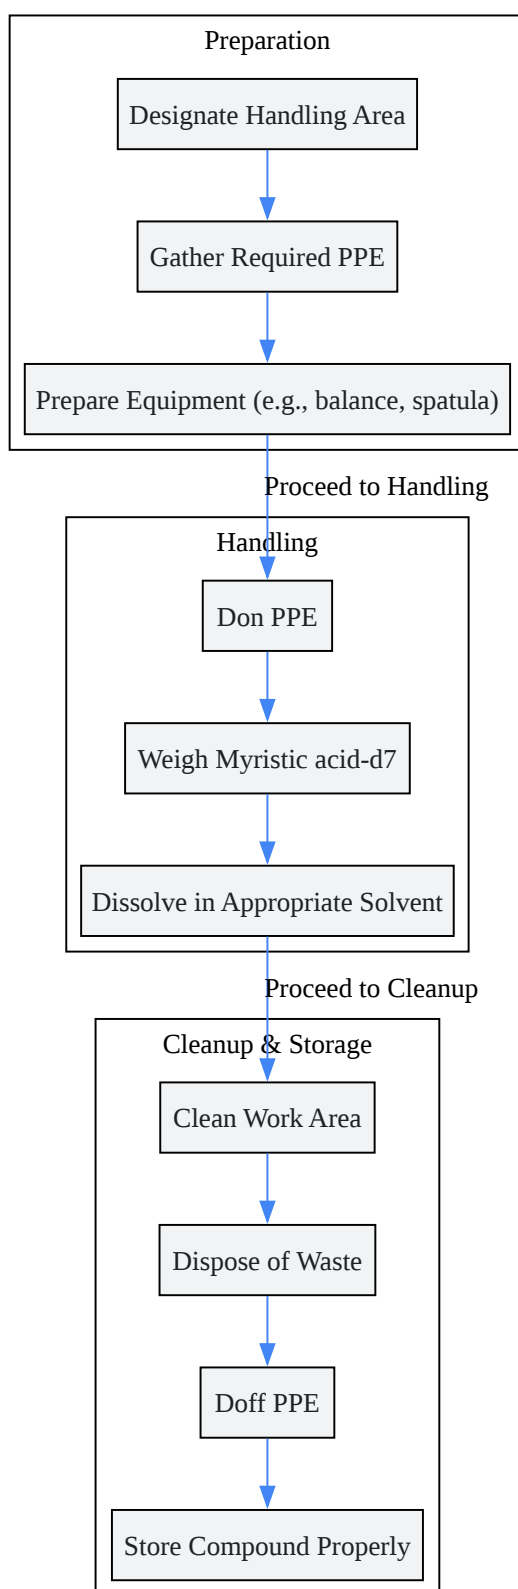 Preparation
Designate Handling Area
Gather Required PPE
Prepare Equipment (e.g., balance, spatula)
Proceed to Handling
Handling
Don PPE
Weigh Myristic acid-d7
Dissolve in Appropriate Solvent
Proceed to Cleanup
Cleanup & Storage
Clean Work Area
Dispose of Waste
Doff PPE
Store Compound Properly